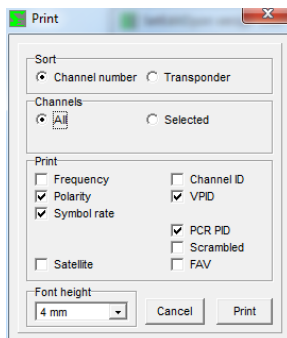 Print
Sort
Channel number Transponder
Channels
All Selected
Print
Frequency Channel ID
Polarity VPID
Symbol rate
PCR PID
Scrambled
Satellite FAV
Font height
4 mm Cancel Print